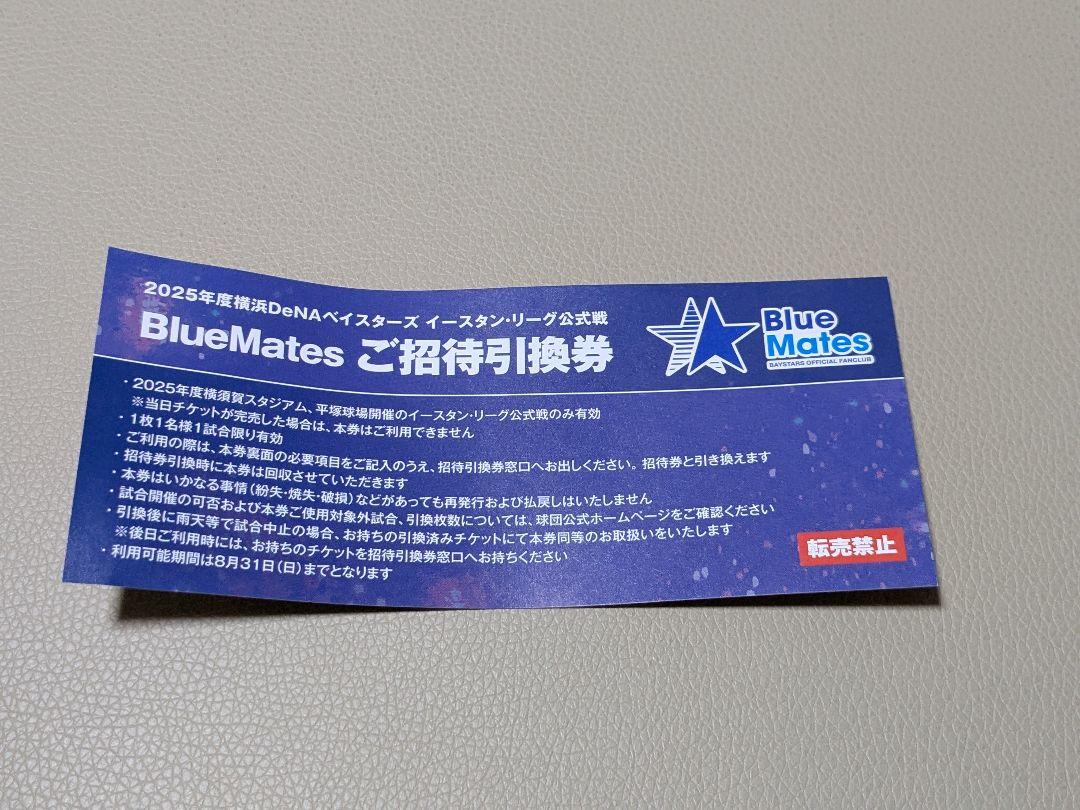 2025年度横浜DeNAベイスターズ イースタン・リーグ公式戦
BlueMates ご招待引換券
Blue
Mates
BAYSTARS OFFICIAL FANCLUB
・2025年度横須賀スタジアム、平塚球場開催のイースタン・リーグ公式戦のみ有効
※当日チケットが完売した場合は、本券はご利用できません
・1枚1名様1試合限り有効
・ご利用の際は、本券裏面の必要項目をご記入のうえ、招待引換券窓口へお出しください。招待券と引き換えます
・招待券引換時に本券は回収させていただきます
・本券はいかなる事情(紛失・焼失・破損)などがあっても再発行および払戻しはいたしません
・試合開催の可否および本券ご使用対象外試合、引換枚数については、球団公式ホームページをご確認ください
・引換後に雨天等で試合中止の場合、お持ちの引換済みチケットにて本券同等のお取扱いをいたします
※後日ご利用時には、お持ちのチケットを招待引換券窓口へお持ちください
・利用可能期間は8月31日(日)までとなります
転売禁止